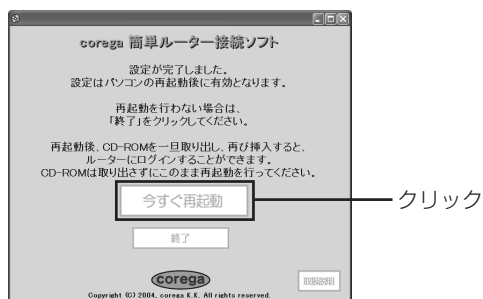 corega 簡単ルーター接続ソフト
設定が完了しました。
設定はパソコンの再起動後に有効となります。
再起動を行わない場合は、
「終了」をクリックしてください。
再起動後、CD-ROMを一旦取り出し、再び挿入すると、
ルーターにログインすることができます。
CD-ROMは取り出さずにこのまま再起動を行ってください。
今すぐ再起動
クリック
終了
corega
取扱説明
Copyright (C) 2004, corega K.K. All rights reserved.